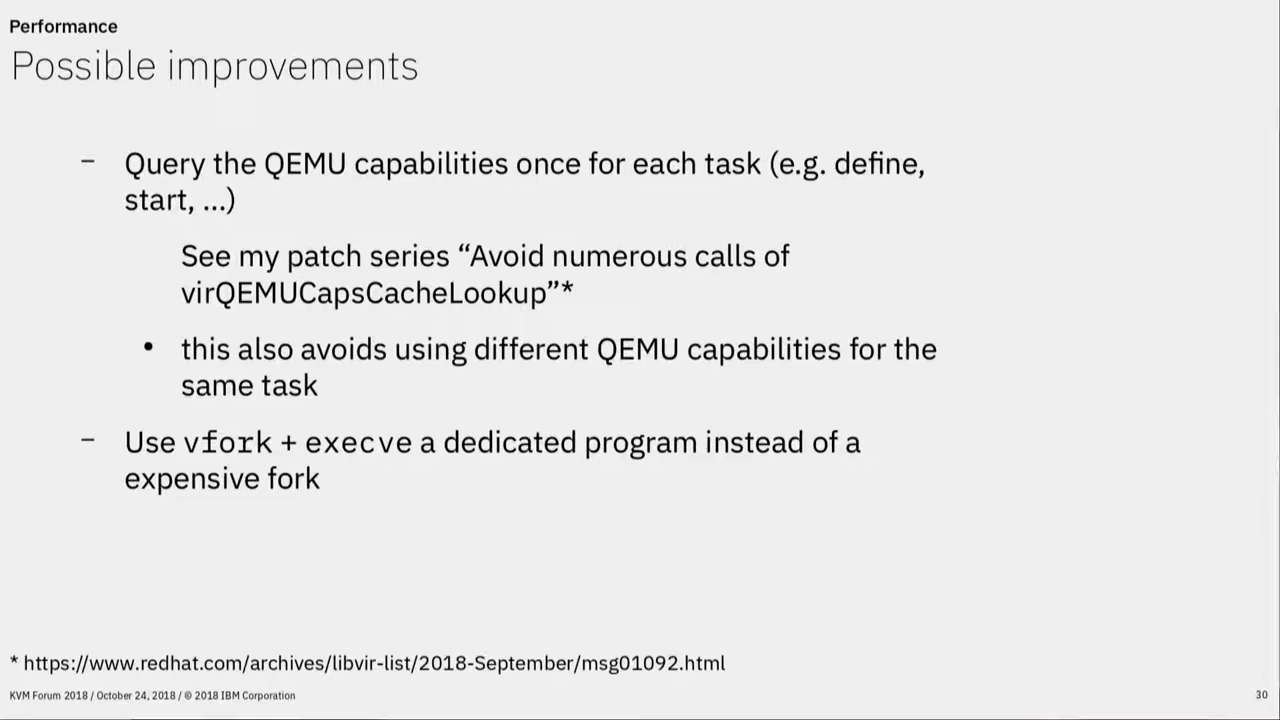 Performance
Possible improvements
– Query the QEMU capabilities once for each task (e.g. define,
start, ...)
See my patch series “Avoid numerous calls of
virQEMUCapsCacheLookup”*
• this also avoids using different QEMU capabilities for the
same task
– Use vfork + execve a dedicated program instead of a
expensive fork
* https://www.redhat.com/archives/libvir-list/2018-September/msg01092.html
KVM Forum 2018 / October 24, 2018 / © 2018 IBM Corporation
30